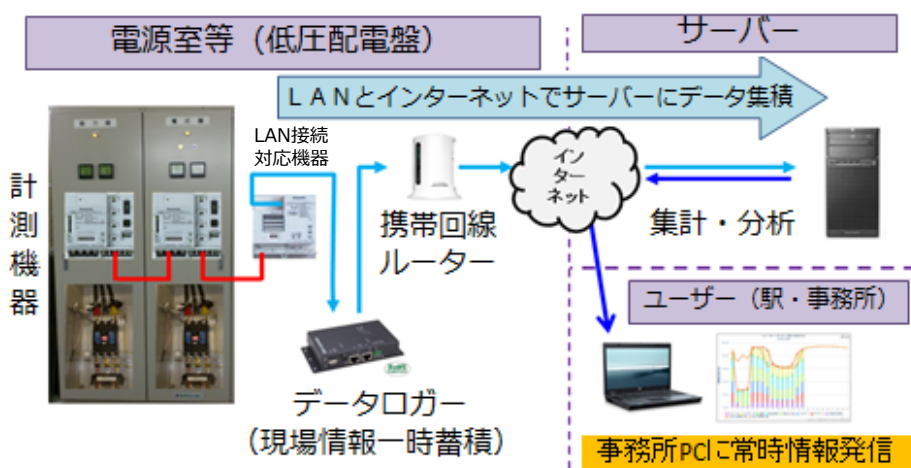 電源室等（低圧配電盤）
サーバー
ＬＡＮとインターネットでサーバーにデータ集積
LAN接続
対応機器
計
測
機
器
携帯回線
ルーター
イン
ター
ネット
集計・分析
ユーザー（駅・事務所）
データロガー
（現場情報一時蓄積）
RoHS
事務所PCに常時情報発信